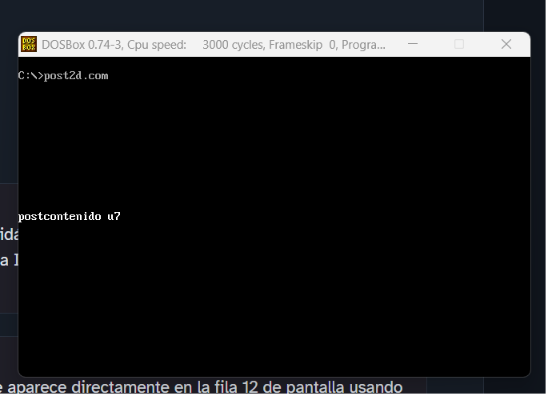 DOSBox 0.74-3, Cpu speed: 3000 cycles, Frameskip 0, Progra...
C:\>post2d.com
postcontenido u7
aparece directamente en la fila 12 de pantalla usando